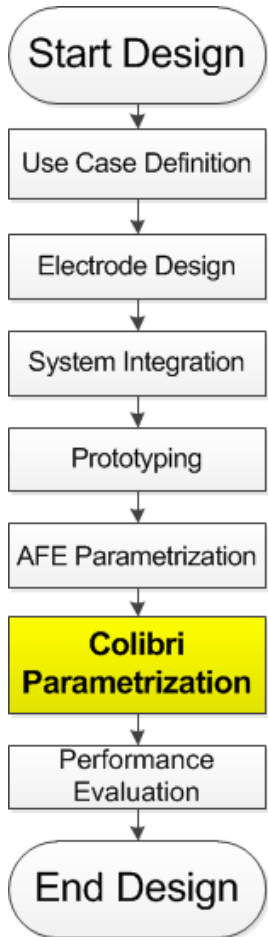 Start Design
Use Case Definition
Electrode Design
System Integration
Prototyping
AFE Parametrization
Colibri
Parametrization
Performance
Evaluation
End Design